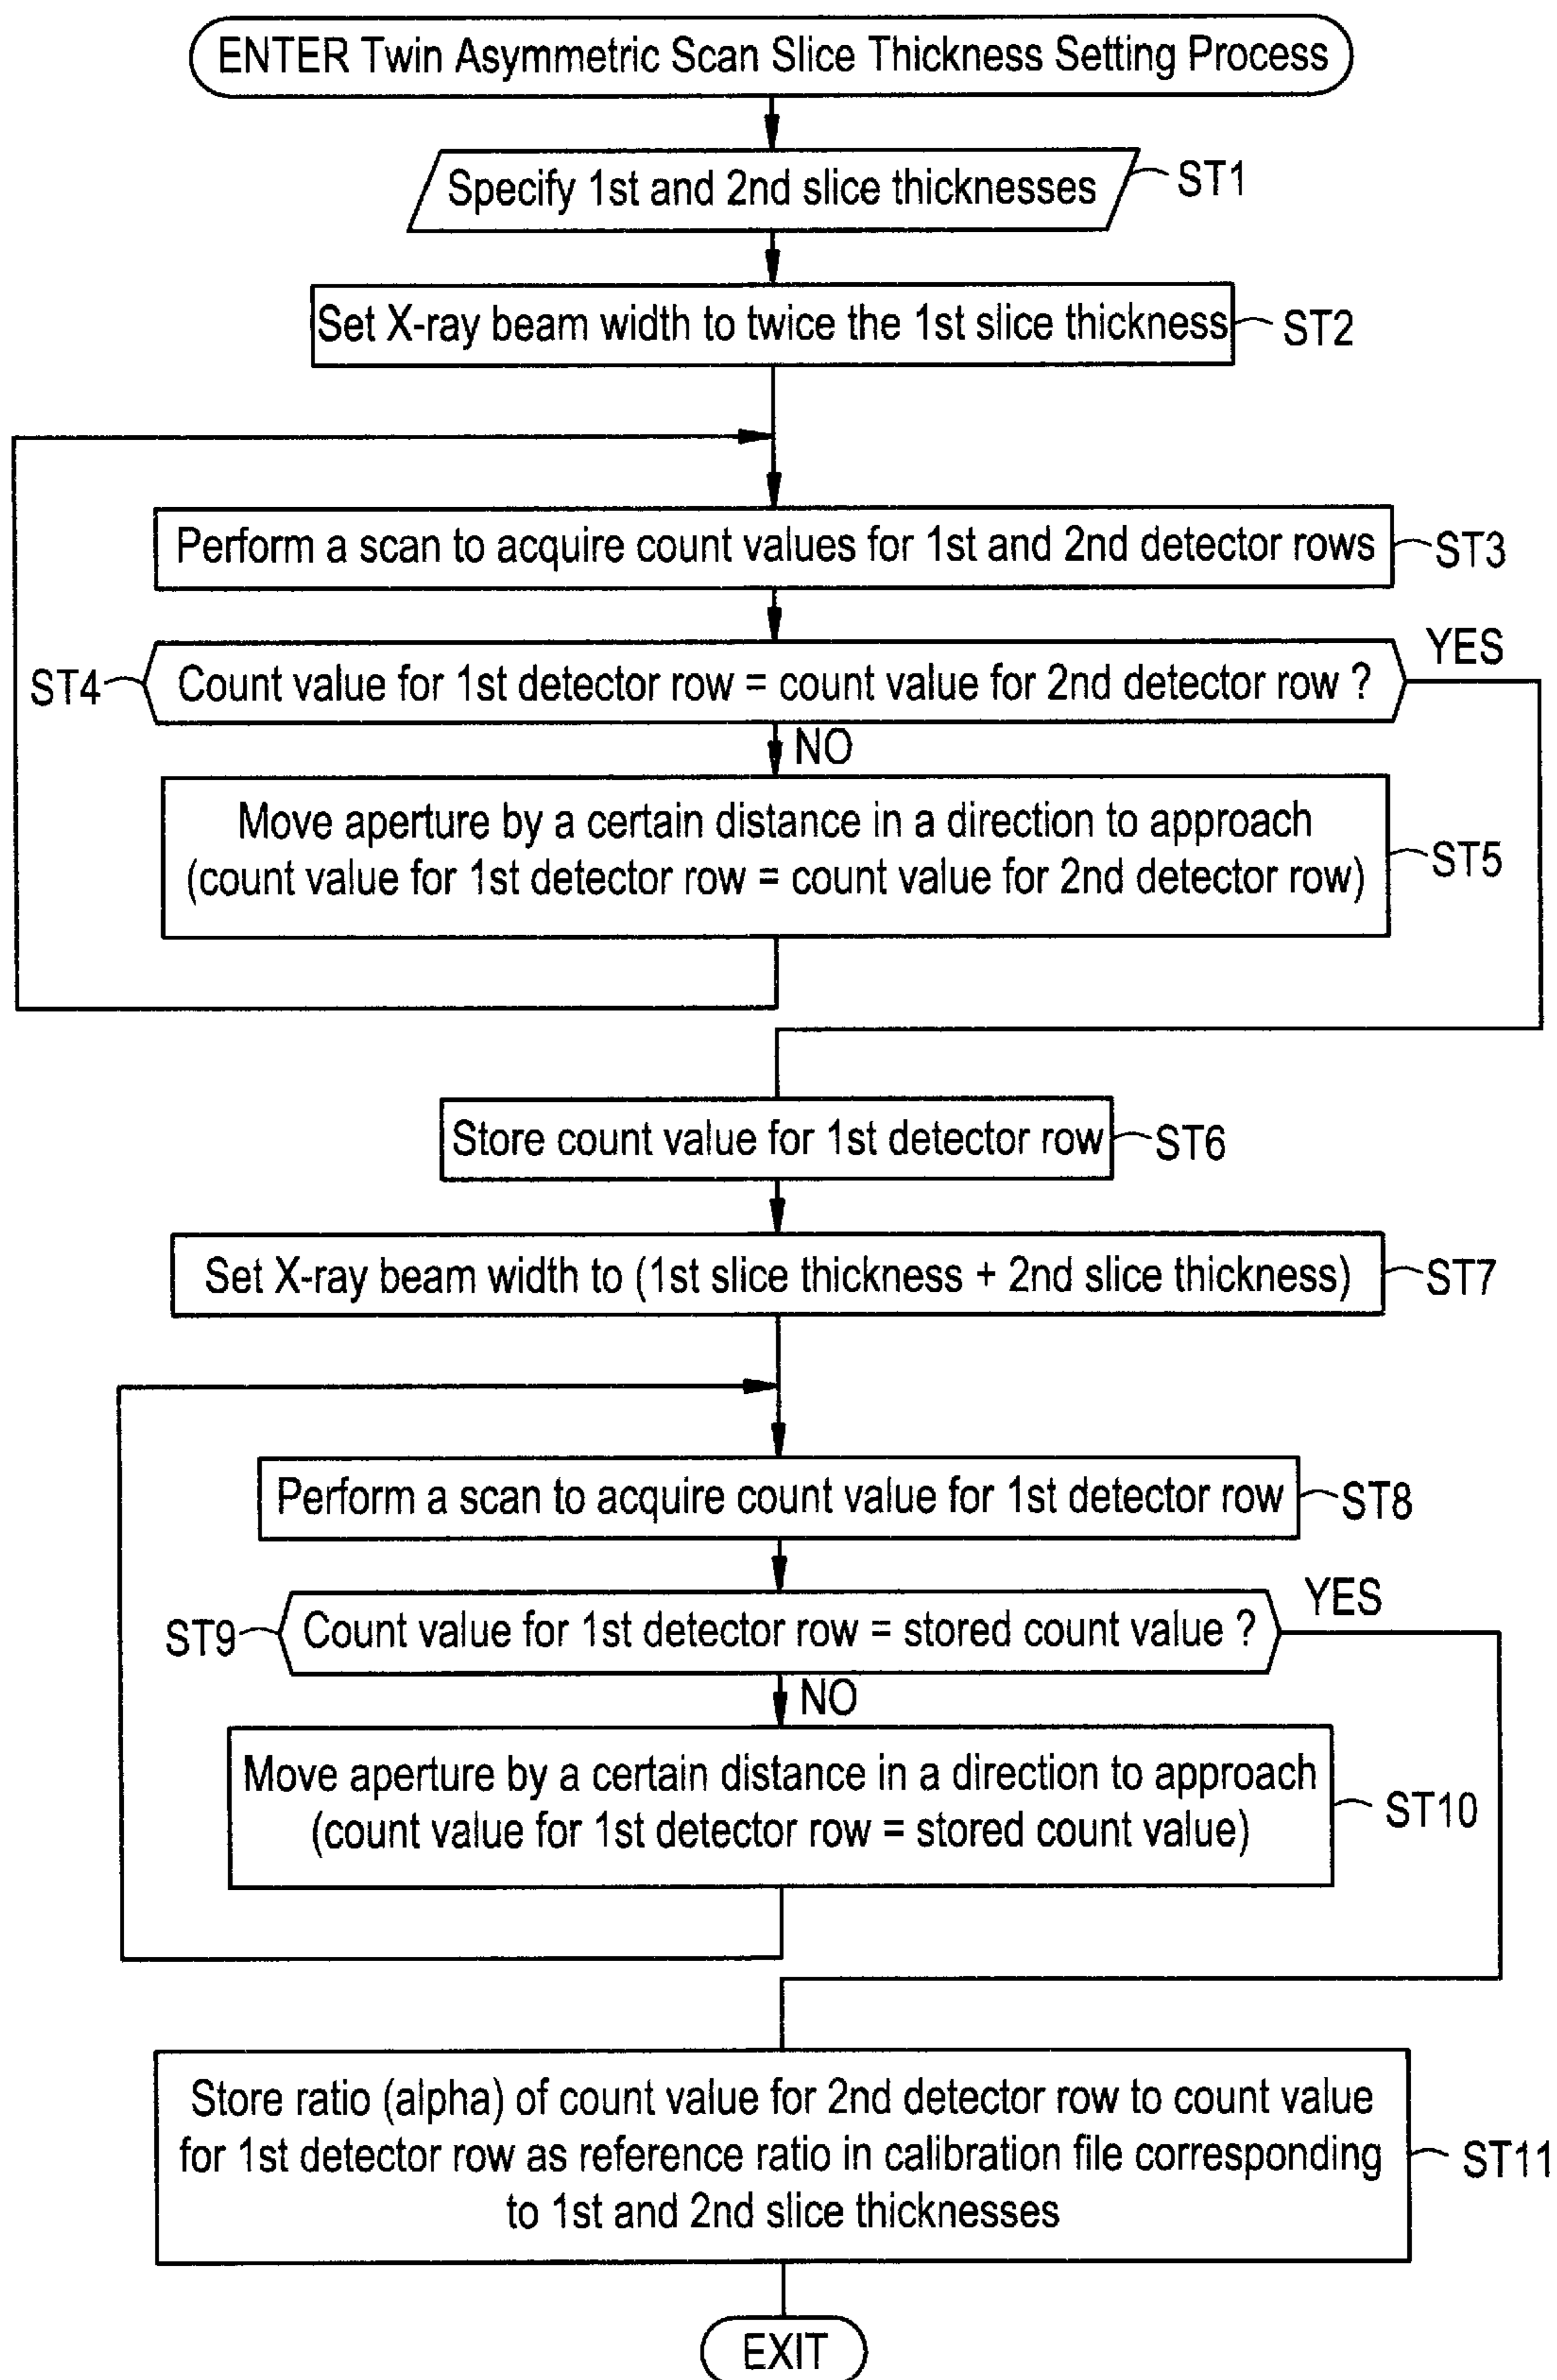 ENTER Twin Asymmetric Scan Slice Thickness Setting Process
Specify 1st and 2nd slice thicknesses
ST1
Set X-ray beam width to twice the 1st slice thickness
ST2
Perform a scan to acquire count values for 1st and 2nd detector rows
ST3
YES
ST4
Count value for 1st detector row = count value for 2nd detector row ?
NO
Move aperture by a certain distance in a direction to approach
(count value for 1st detector row = count value for 2nd detector row)
ST5
Store count value for 1st detector row
ST6
Set X-ray beam width to (1st slice thickness + 2nd slice thickness)
ST7
Perform a scan to acquire count value for 1st detector row
ST8
YES
ST9
Count value for 1st detector row = stored count value ?
NO
Move aperture by a certain distance in a direction to approach
(count value for 1st detector row = stored count value)
ST10
Store ratio (alpha) of count value for 2nd detector row to count value
for 1st detector row as reference ratio in calibration file corresponding
to 1st and 2nd slice thicknesses
ST11
EXIT